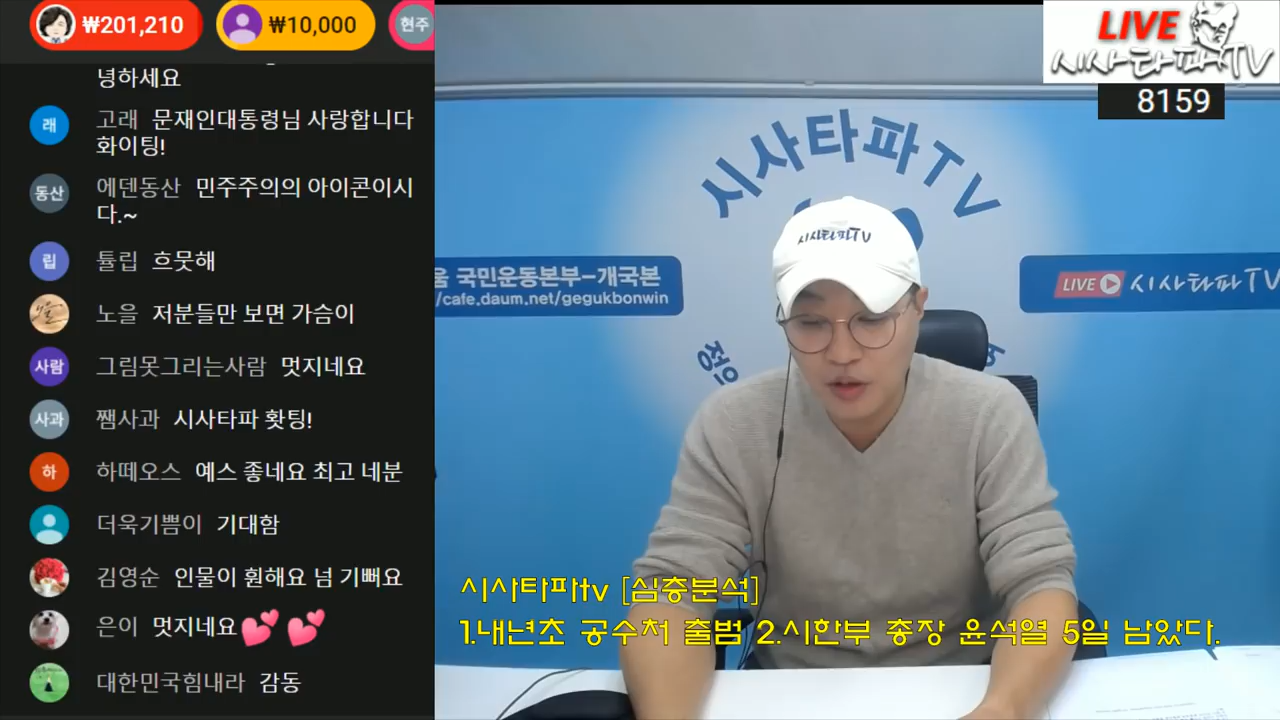 ₩201,210
₩10,000
현주
녕하세요
래
고래 문재인대통령님 사랑합니다
화이팅!
동산
에덴동산 민주주의의 아이콘이시
다.~
립
튤립 흐뭇해
노을 저분들만 보면 가슴이
사람
그림못그리는사람 멋지네요
사과
쨈사과 시사타파 홧팅!
하
하떼오스 예스 좋네요 최고 네분
더욱기쁨이 기대함
김영순 인물이 훤해요 넘 기뻐요
은이 멋지네요💕 💕
대한민국힘내라 감동
LIVE
시사타파TV
8159
시사타파TV
시사타파TV
움 국민운동본부-개국본
/cafe.daum.net/gegukbonwin
LIVE 시사타파TV
정의
시사타파tv [심층분석]
1.내년초 공수처 출범 2.시한부 총장 윤석열 5일 남았다.